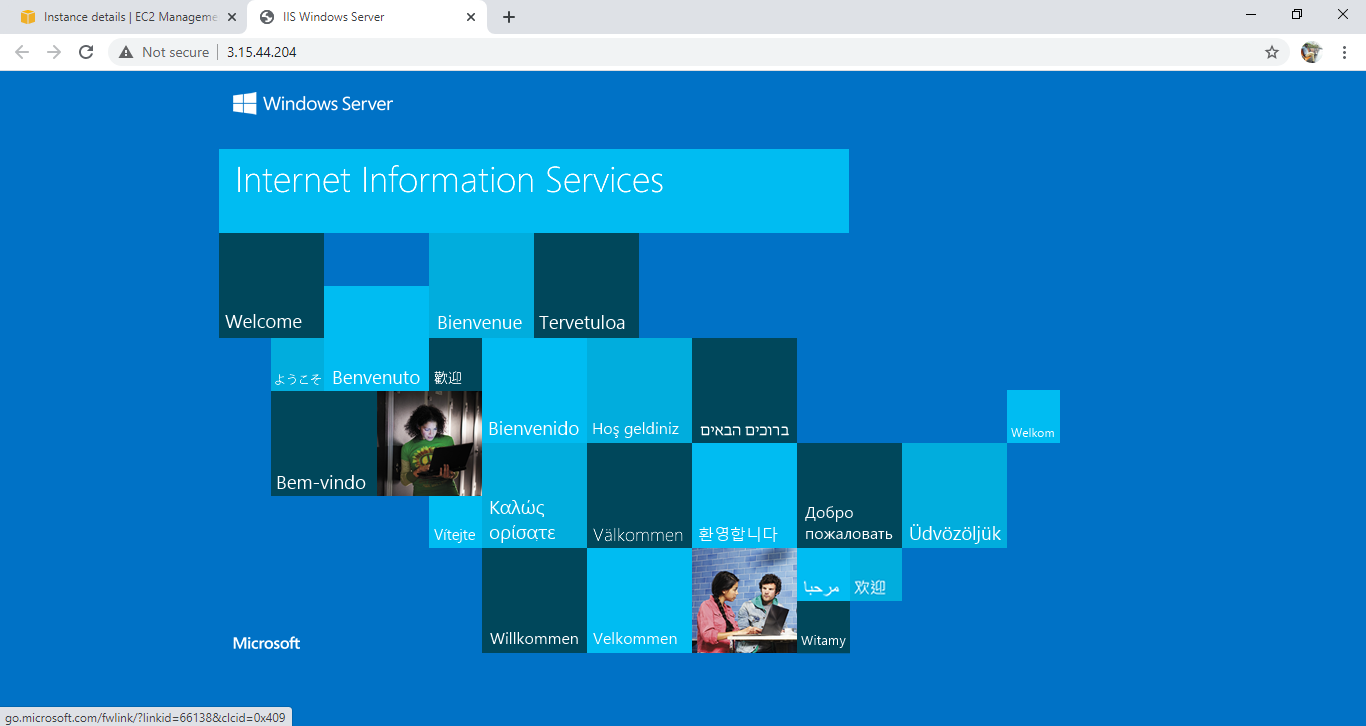 Instance details | EC2 Manageme
IIS Windows Server
Not secure
3.15.44.204
Windows Server
Internet Information Services
Welcome
Bienvenue
Tervetuloa
ようこそ
Benvenuto
歡迎
Bienvenido
Hoş geldiniz
ברוכים הבאים
Welkom
Bem-vindo
Vítejte
Καλώς
ορίσατε
Välkommen
환영합니다
Добро
пожаловать
Üdvözöljük
Willkommen
Velkommen
مرحبا
欢迎
Witamy
Microsoft
go.microsoft.com/fwlink/?linkid=66138&clcid=0x409